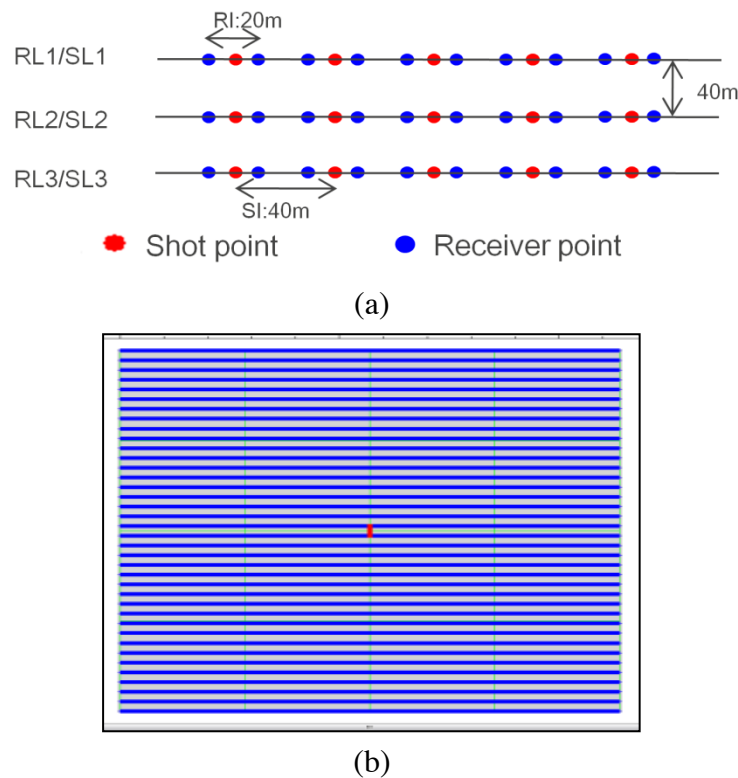 RI:20m
RL1/SL1
40m
RL2/SL2
RL3/SL3
SI:40m
Shot point
Receiver point
(a)
(b)